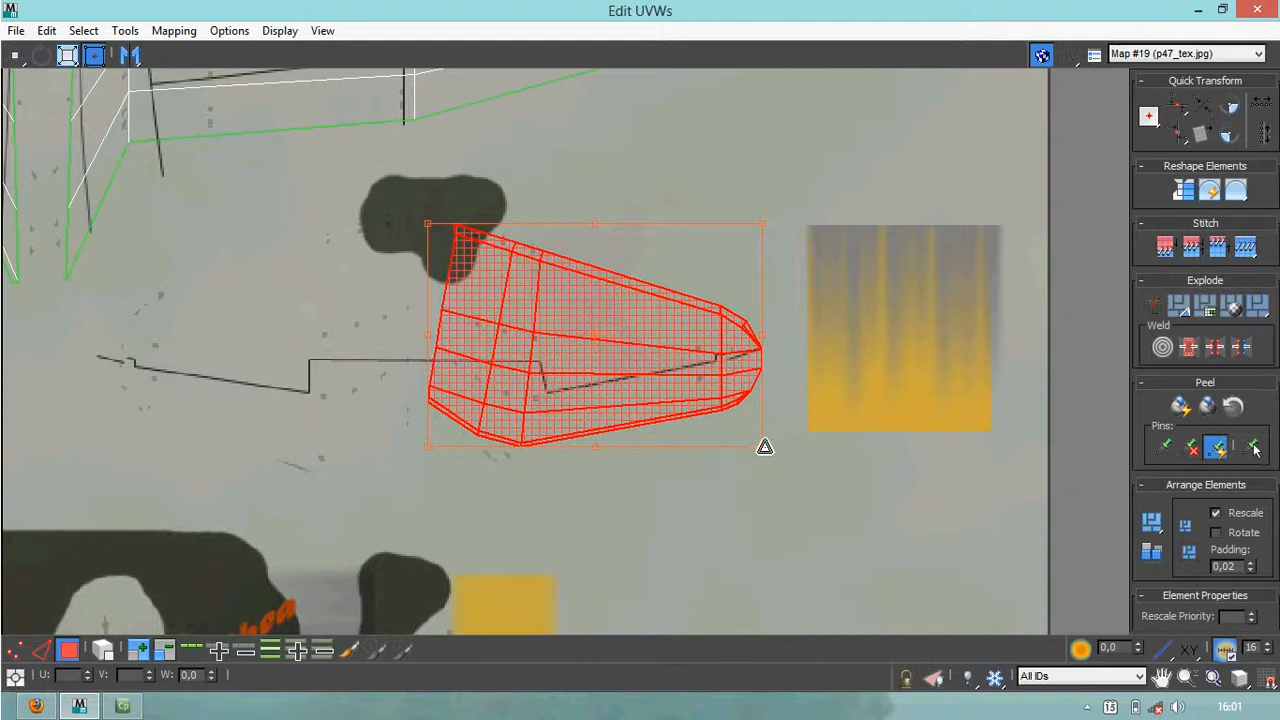 Edit UVWs
File Edit Select Tools Mapping Options Display View
Map #19 (p47_tex.jpg)
Quick Transform
Reshape Elements
Stitch
Explode
Weld
Peel
Pins:
Arrange Elements
Rescale
Rotate
Padding:
0,02
Element Properties
Rescale Priority:
0,0 XY 16
U: V: W: 0,0 All IDs
15 16:01